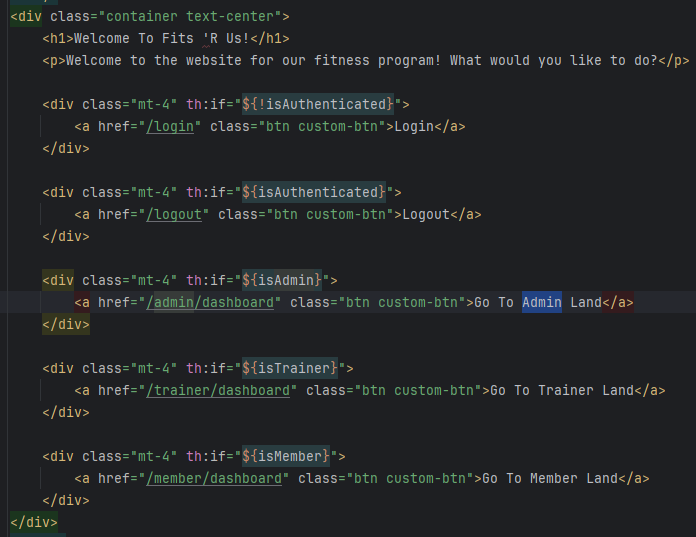 <div class="container text-center">
<h1>Welcome To Fits 'R Us!</h1>
<p>Welcome to the website for our fitness program! What would you like to do?</p>
<div class="mt-4" th:if="${!isAuthenticated}">
<a href="/login" class="btn custom-btn">Login</a>
</div>
<div class="mt-4" th:if="${isAuthenticated}">
<a href="/logout" class="btn custom-btn">Logout</a>
</div>
<div class="mt-4" th:if="${isAdmin}">
<a href="/admin/dashboard" class="btn custom-btn">Go To Admin Land</a>
</div>
<div class="mt-4" th:if="${isTrainer}">
<a href="/trainer/dashboard" class="btn custom-btn">Go To Trainer Land</a>
</div>
<div class="mt-4" th:if="${isMember}">
<a href="/member/dashboard" class="btn custom-btn">Go To Member Land</a>
</div>
</div>